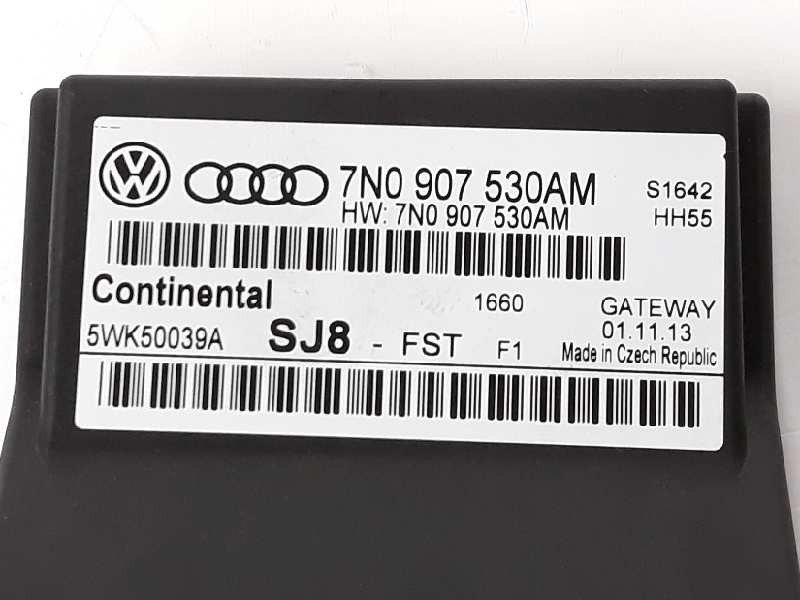 7N0 907 530AM S1642
HW: 7N0 907 530AM HH55
Continental 1660 GATEWAY
01.11.13
5WK50039A SJ8 - FST F1 Made in Czech Republic